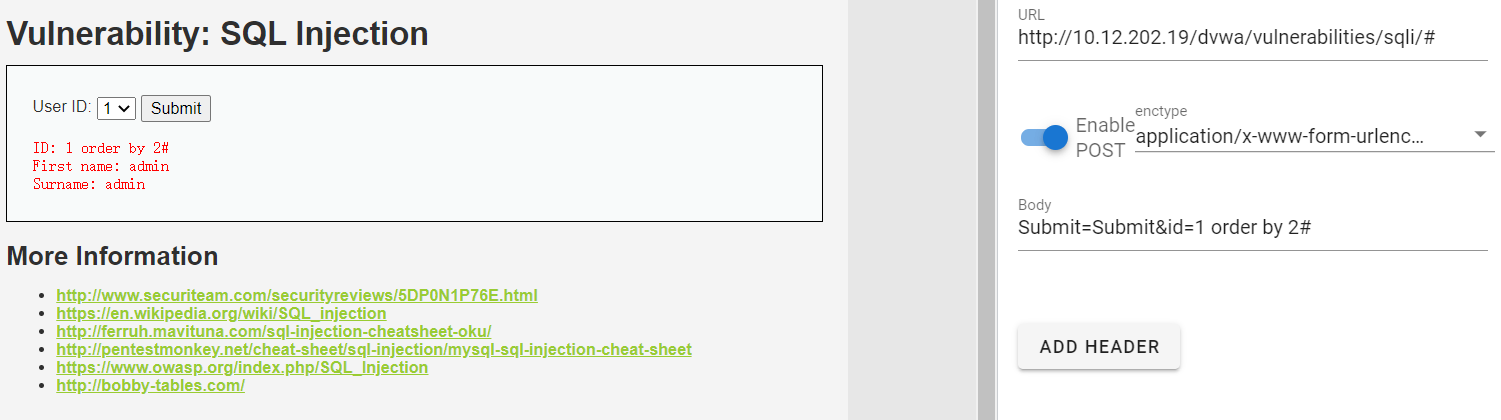 Vulnerability: SQL Injection
User ID: 1 Submit
ID: 1 order by 2#
First name: admin
Surname: admin
More Information
http://www.securiteam.com/securityreviews/5DP0N1P76E.html
https://en.wikipedia.org/wiki/SQL_injection
http://ferruh.mavituna.com/sql-injection-cheatsheet-oku/
http://pentestmonkey.net/cheat-sheet/sql-injection/mysql-sql-injection-cheat-sheet
https://www.owasp.org/index.php/SQL_Injection
http://bobby-tables.com/
URL
http://10.12.202.19/dvwa/vulnerabilities/sqli/#
Enable
POST
enctype
application/x-www-form-urlenc…
Body
Submit=Submit&id=1 order by 2#
ADD HEADER